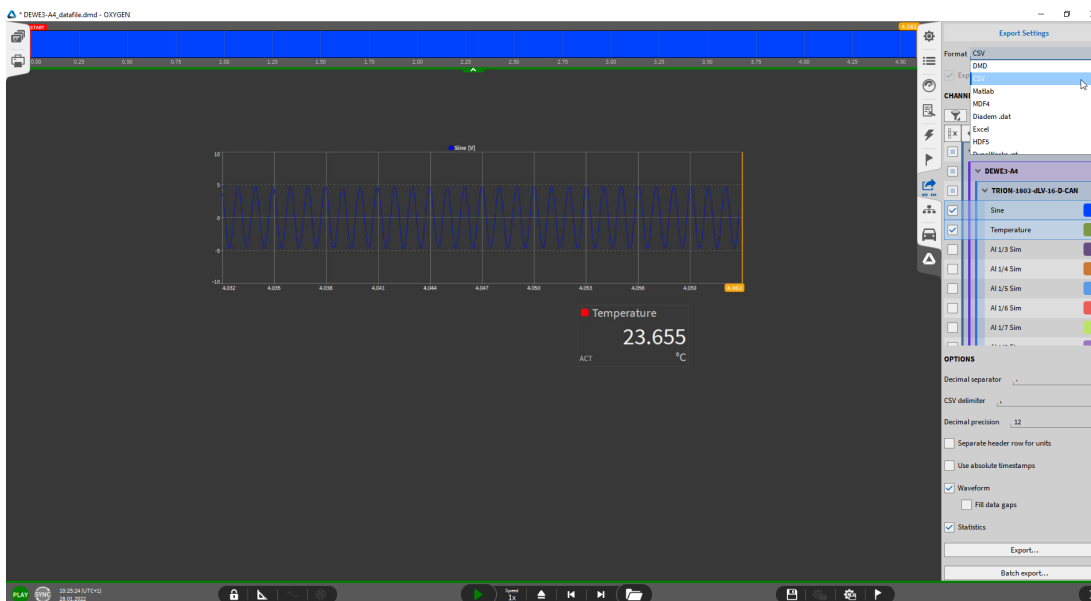 * DEWE3-A4_datafile.dmd - OXYGEN
START
0.25 0.50 0.75 1.00 1.25 1.50 1.75 2.00 2.25 2.50 2.75 3.00 3.25 3.50 3.75 4.00 4.25 4.50
Sine (V)
10
5
0
-5
-10
4.032 4.035 4.038 4.041 4.044 4.047 4.050 4.053 4.056 4.059 4.062
Temperature
23.655
ACT °C
Export Settings
Format CSV
DMD
CSV
Matlab
MDF4
Diadem .dat
Excel
HDF5
DEWE3-A4
TRION-1802-dLV-16-D-CAN
Sine
Temperature
AI 1/3 Sim
AI 1/4 Sim
AI 1/5 Sim
AI 1/6 Sim
AI 1/7 Sim
OPTIONS
Decimal separator .
CSV delimiter ,
Decimal precision 12
Separate header row for units
Use absolute timestamps
Waveform
Fill data gaps
Statistics
Export...
Batch export...
PLAY SYNC 10:25:24 (UTC+1)
28.01.2022
Speed
1x